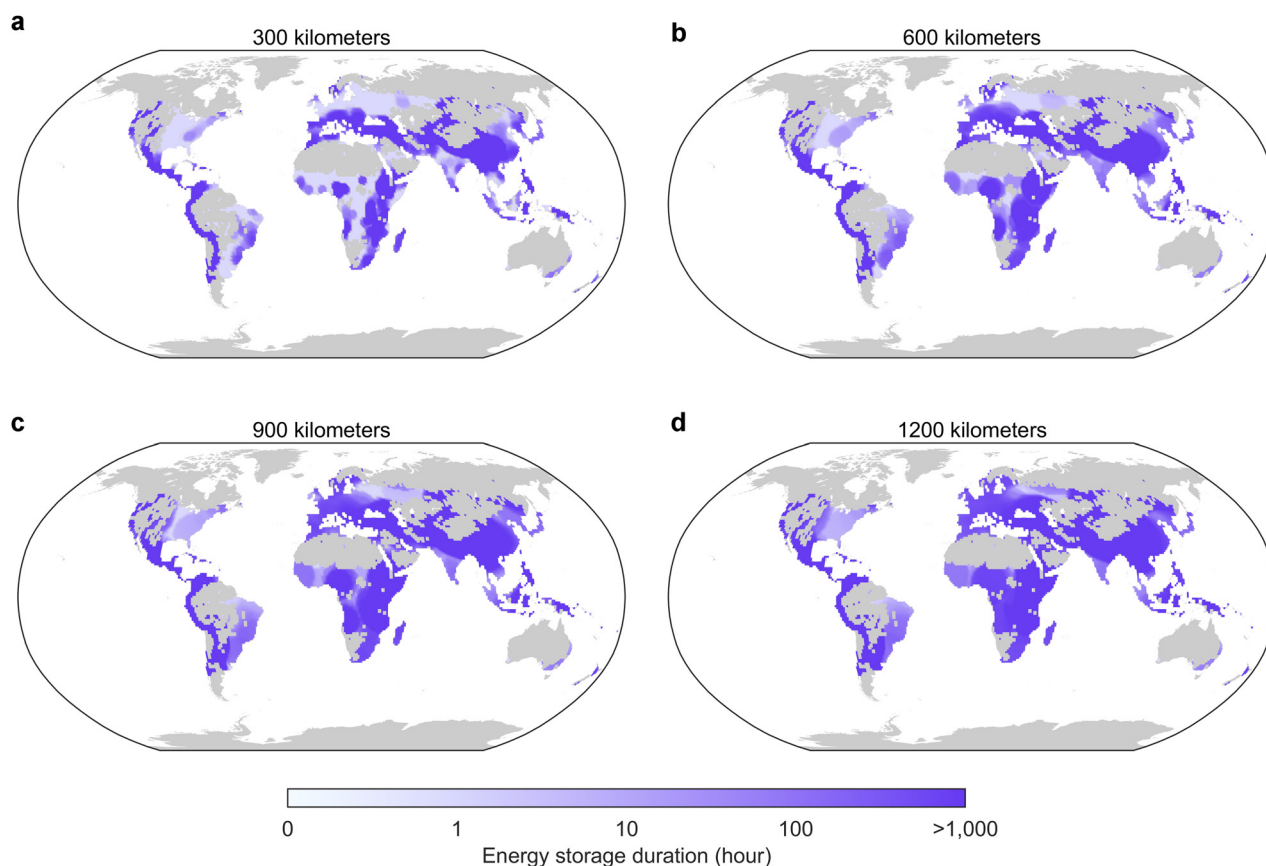 a
300 kilometers
b
600 kilometers
c
900 kilometers
d
1200 kilometers
0
1
10
100
>1,000
Energy storage duration (hour)